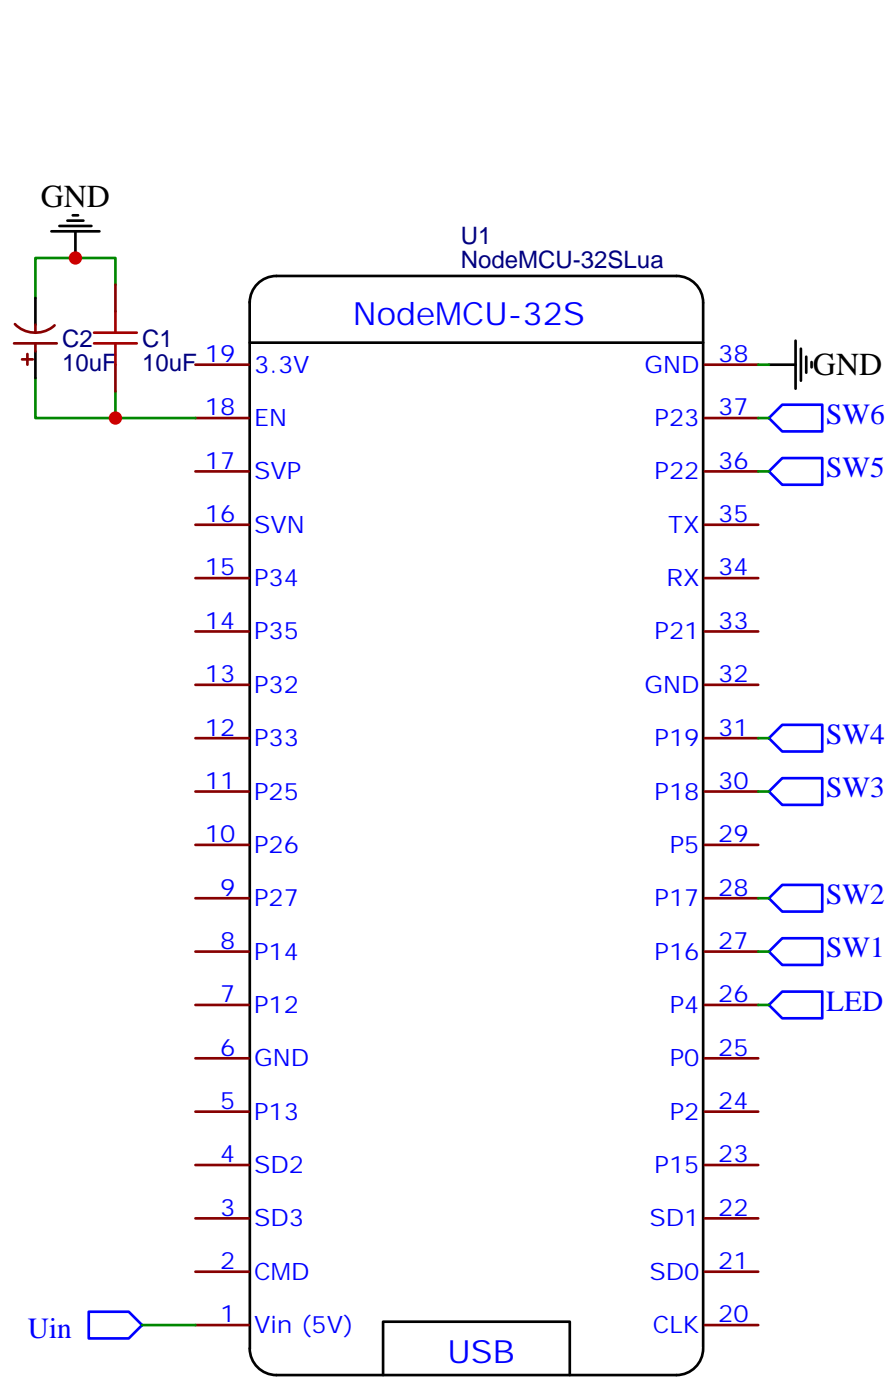 GND
U1
NodeMCU-32SLua
NodeMCU-32S
C2
10uF
C1
10uF
19 3.3V GND 38 GND
18 EN P23 37 SW6
17 SVP P22 36 SW5
16 SVN TX 35
15 P34 RX 34
14 P35 P21 33
13 P32 GND 32
12 P33 P19 31 SW4
11 P25 P18 30 SW3
10 P26 P5 29
9 P27 P17 28 SW2
8 P14 P16 27 SW1
7 P12 P4 26 LED
6 GND P0 25
5 P13 P2 24
4 SD2 P15 23
3 SD3 SD1 22
2 CMD SD0 21
Uin 1 Vin (5V) CLK 20
USB